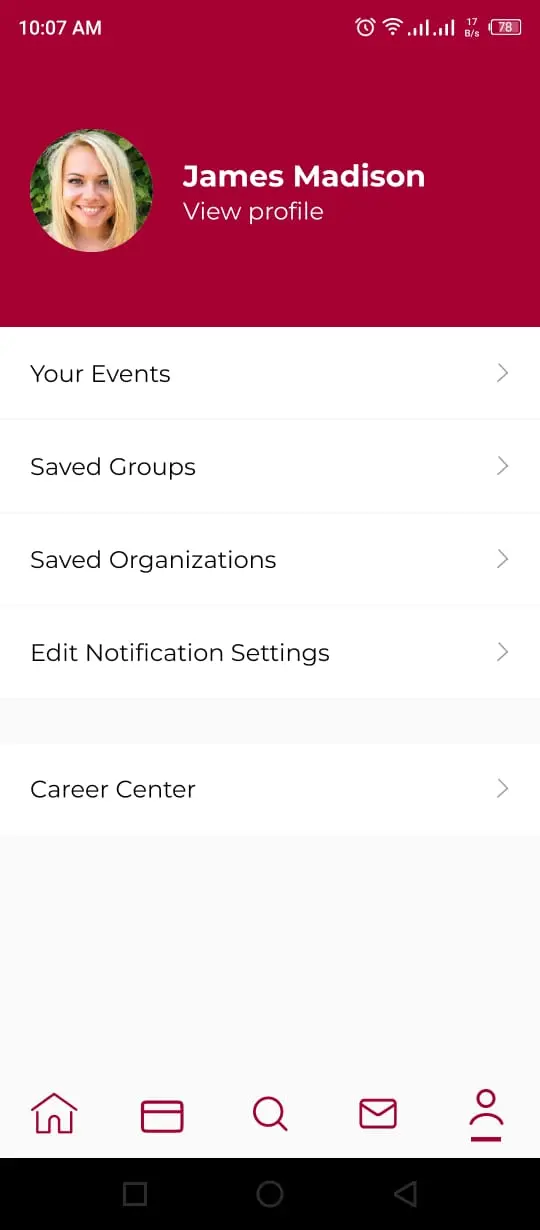 10:07 AM
17
B/s
78
James Madison
View profile
Your Events
Saved Groups
Saved Organizations
Edit Notification Settings
Career Center